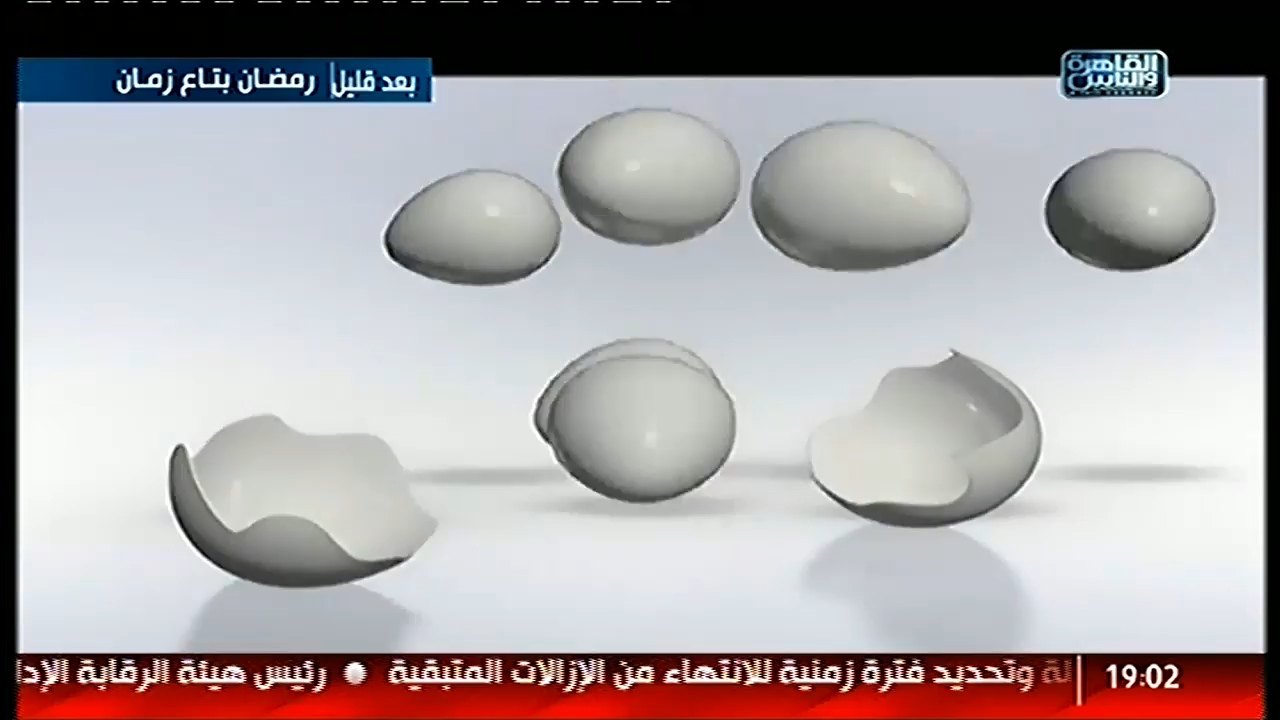 بعد قليل | رمضان بتاع زمان
القاهرة
والناس
لة وتحديد فترة زمنية للانتهاء من الإزالات المتبقية ● رئيس هيئة الرقابة الإدا
19:02